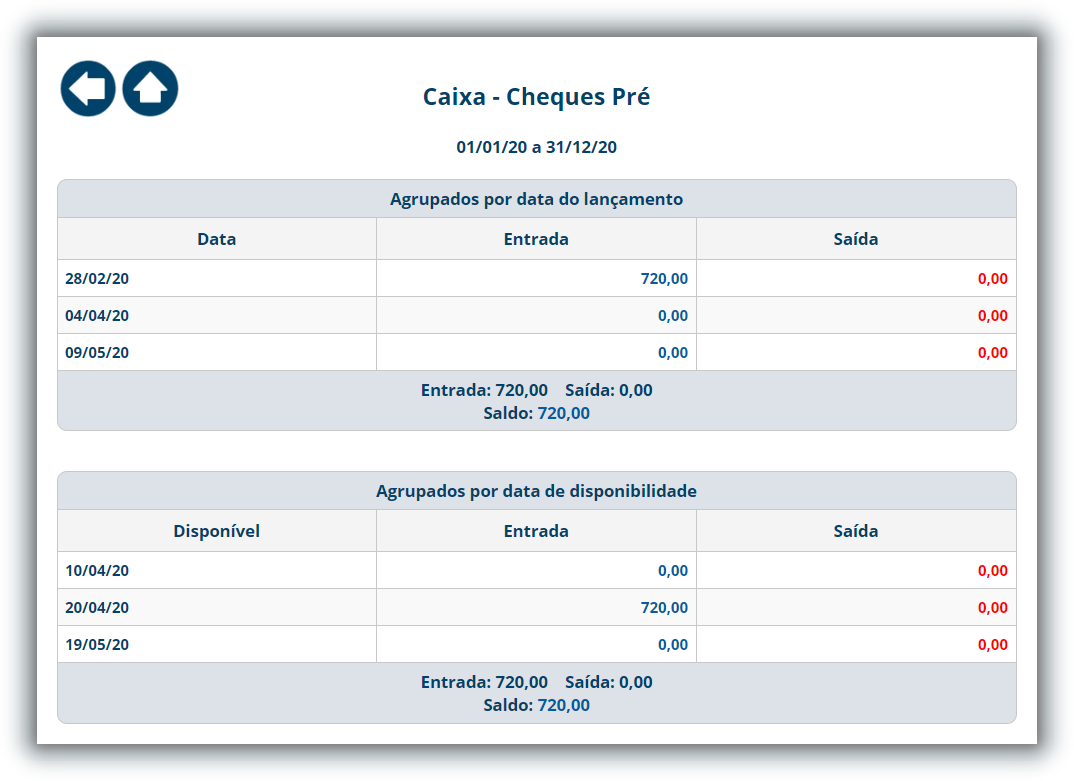 Caixa - Cheques Pré
01/01/20 a 31/12/20
Agrupados por data do lançamento
Data Entrada Saída
28/02/20 720,00 0,00
04/04/20 0,00 0,00
09/05/20 0,00 0,00
Entrada: 720,00 Saída: 0,00
Saldo: 720,00
Agrupados por data de disponibilidade
Disponível Entrada Saída
10/04/20 0,00 0,00
20/04/20 720,00 0,00
19/05/20 0,00 0,00
Entrada: 720,00 Saída: 0,00
Saldo: 720,00